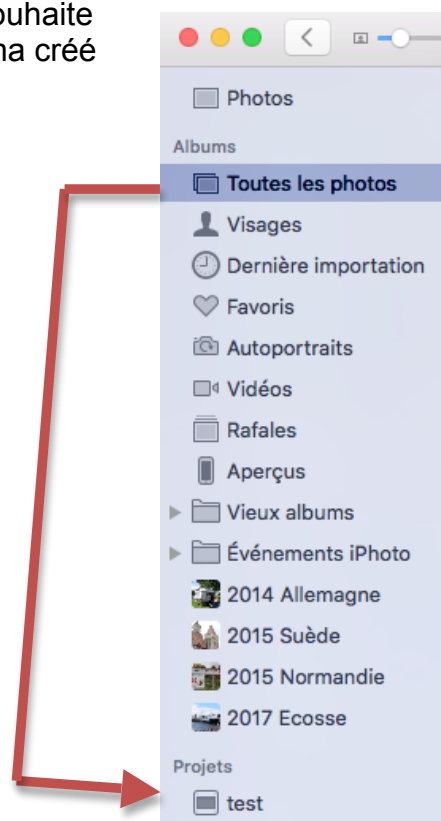 ouhaite
na créé
Photos
Albums
Toutes les photos
Visages
Dernière importation
Favoris
Autoportraits
Vidéos
Rafales
Aperçus
Vieux albums
Événements iPhoto
2014 Allemagne
2015 Suède
2015 Normandie
2017 Ecosse
Projets
test